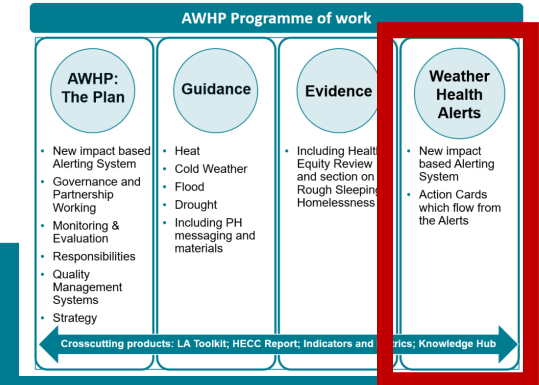 AWHP Programme of work
AWHP:
The Plan
New impact based
Alerting System
Governance and
Partnership
Working
Monitoring &
Evaluation
Responsibilities
Quality
Management
Systems
Strategy
Guidance
Heat
Cold Weather
Flood
Drought
Including PH
messaging and
materials
Evidence
Including Healt
Equity Review
and section on
Rough Sleeping
Homelessness
Weather
Health
Alerts
New impact
based Alerting
System
Action Cards
which flow from
the Alerts
Crosscutting products: LA Toolkit; HECC Report; Indicators and trics; Knowledge Hub